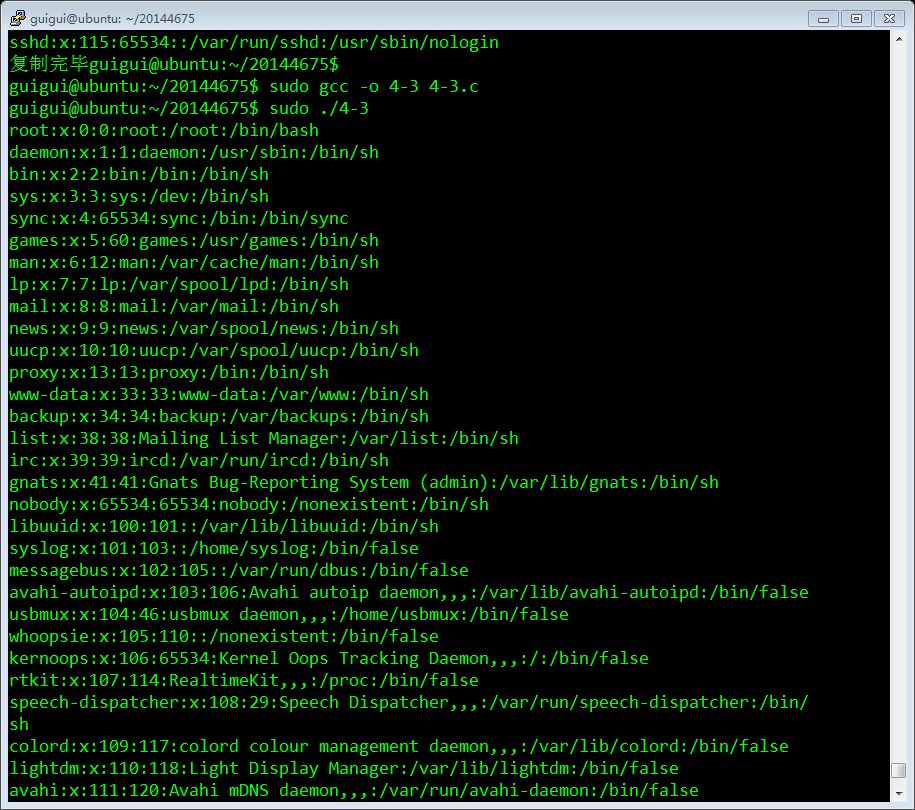 guigui@ubuntu: ~/20144675
sshd:x:115:65534::/var/run/sshd:/usr/sbin/nologin
复制完毕guigui@ubuntu:~/20144675$
guigui@ubuntu:~/20144675$ sudo gcc -o 4-3 4-3.c
guigui@ubuntu:~/20144675$ sudo ./4-3
root:x:0:0:root:/root:/bin/bash
daemon:x:1:1:daemon:/usr/sbin:/bin/sh
bin:x:2:2:bin:/bin:/bin/sh
sys:x:3:3:sys:/dev:/bin/sh
sync:x:4:65534:sync:/bin:/bin/sync
games:x:5:60:games:/usr/games:/bin/sh
man:x:6:12:man:/var/cache/man:/bin/sh
lp:x:7:7:lp:/var/spool/lpd:/bin/sh
mail:x:8:8:mail:/var/mail:/bin/sh
news:x:9:9:news:/var/spool/news:/bin/sh
uucp:x:10:10:uucp:/var/spool/uucp:/bin/sh
proxy:x:13:13:proxy:/bin:/bin/sh
www-data:x:33:33:www-data:/var/www:/bin/sh
backup:x:34:34:backup:/var/backups:/bin/sh
list:x:38:38:Mailing List Manager:/var/list:/bin/sh
irc:x:39:39:ircd:/var/run/ircd:/bin/sh
gnats:x:41:41:Gnats Bug-Reporting System (admin):/var/lib/gnats:/bin/sh
nobody:x:65534:65534:nobody:/nonexistent:/bin/sh
libuuid:x:100:101::/var/lib/libuuid:/bin/sh
syslog:x:101:103::/home/syslog:/bin/false
messagebus:x:102:105::/var/run/dbus:/bin/false
avahi-autoipd:x:103:106:Avahi autoip daemon,,,:/var/lib/avahi-autoipd:/bin/false
usbmux:x:104:46:usbmux daemon,,,:/home/usbmux:/bin/false
whoopsie:x:105:110::/nonexistent:/bin/false
kernoops:x:106:65534:Kernel Oops Tracking Daemon,,,:/:/bin/false
rtkit:x:107:114:RealtimeKit,,,:/proc:/bin/false
speech-dispatcher:x:108:29:Speech Dispatcher,,,:/var/run/speech-dispatcher:/bin/
sh
colord:x:109:117:colord colour management daemon,,,:/var/lib/colord:/bin/false
lightdm:x:110:118:Light Display Manager:/var/lib/lightdm:/bin/false
avahi:x:111:120:Avahi mDNS daemon,,,:/var/run/avahi-daemon:/bin/false